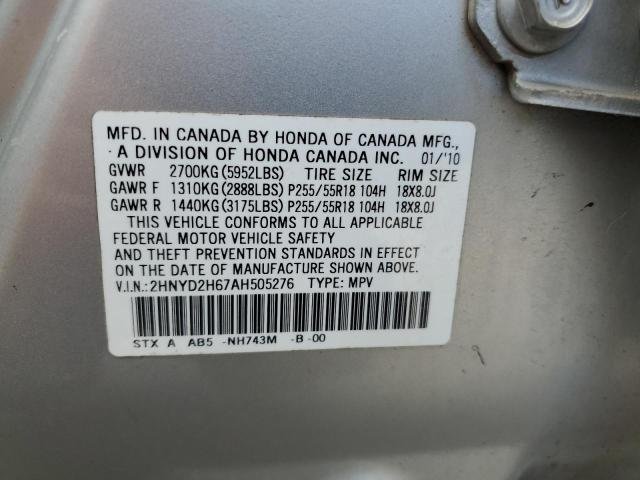 MFD. IN CANADA BY HONDA OF CANADA MFG.,
A DIVISION OF HONDA CANADA INC. 01/'10
GVWR 2700KG(5952LBS) TIRE SIZE RIM SIZE
GAWR F 1310KG(2888LBS) P255/55R18 104H 18X8.0J
GAWR R 1440KG(3175LBS) P255/55R18 104H 18X8.0J
THIS VEHICLE CONFORMS TO ALL APPLICABLE
FEDERAL MOTOR VEHICLE SAFETY
AND THEFT PREVENTION STANDARDS IN EFFECT
ON THE DATE OF MANUFACTURE SHOWN ABOVE.
V.I.N.:2HNYD2H67AH505276 TYPE: MPV
STX A AB5 -NH743M -B -00